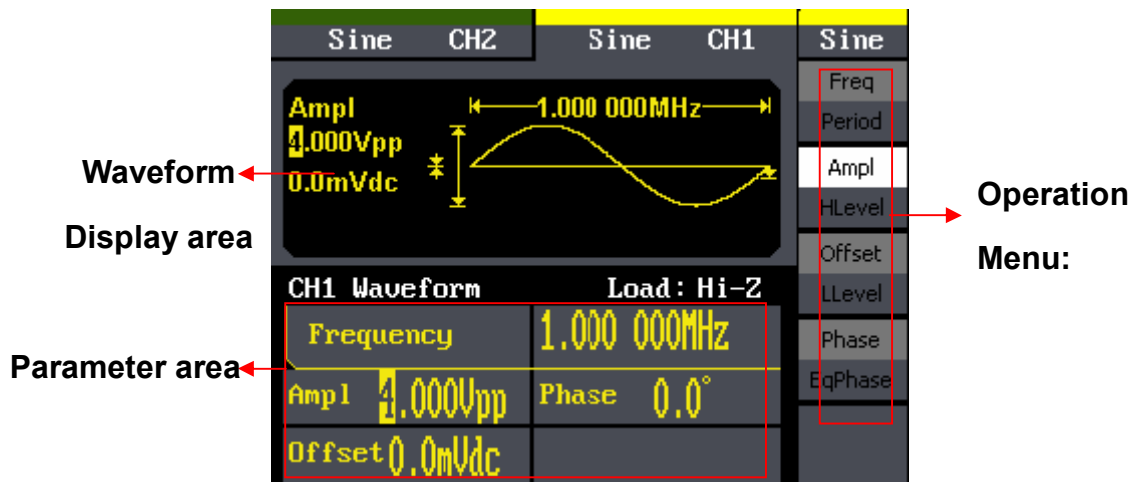 Sine CH2 Sine CH1 Sine
Freq
Period
Ampl
HLevel
Offset
LLevel
Phase
EqPhase
Ampl
4.000Vpp
0.0mVdc
1.000 000MHz
Waveform
Display area
Operation
Menu:
CH1 Waveform Load: Hi-Z
Frequency 1.000 000MHz
Ampl 4.000Vpp Phase 0.0°
Offset 0.0mVdc
Parameter area